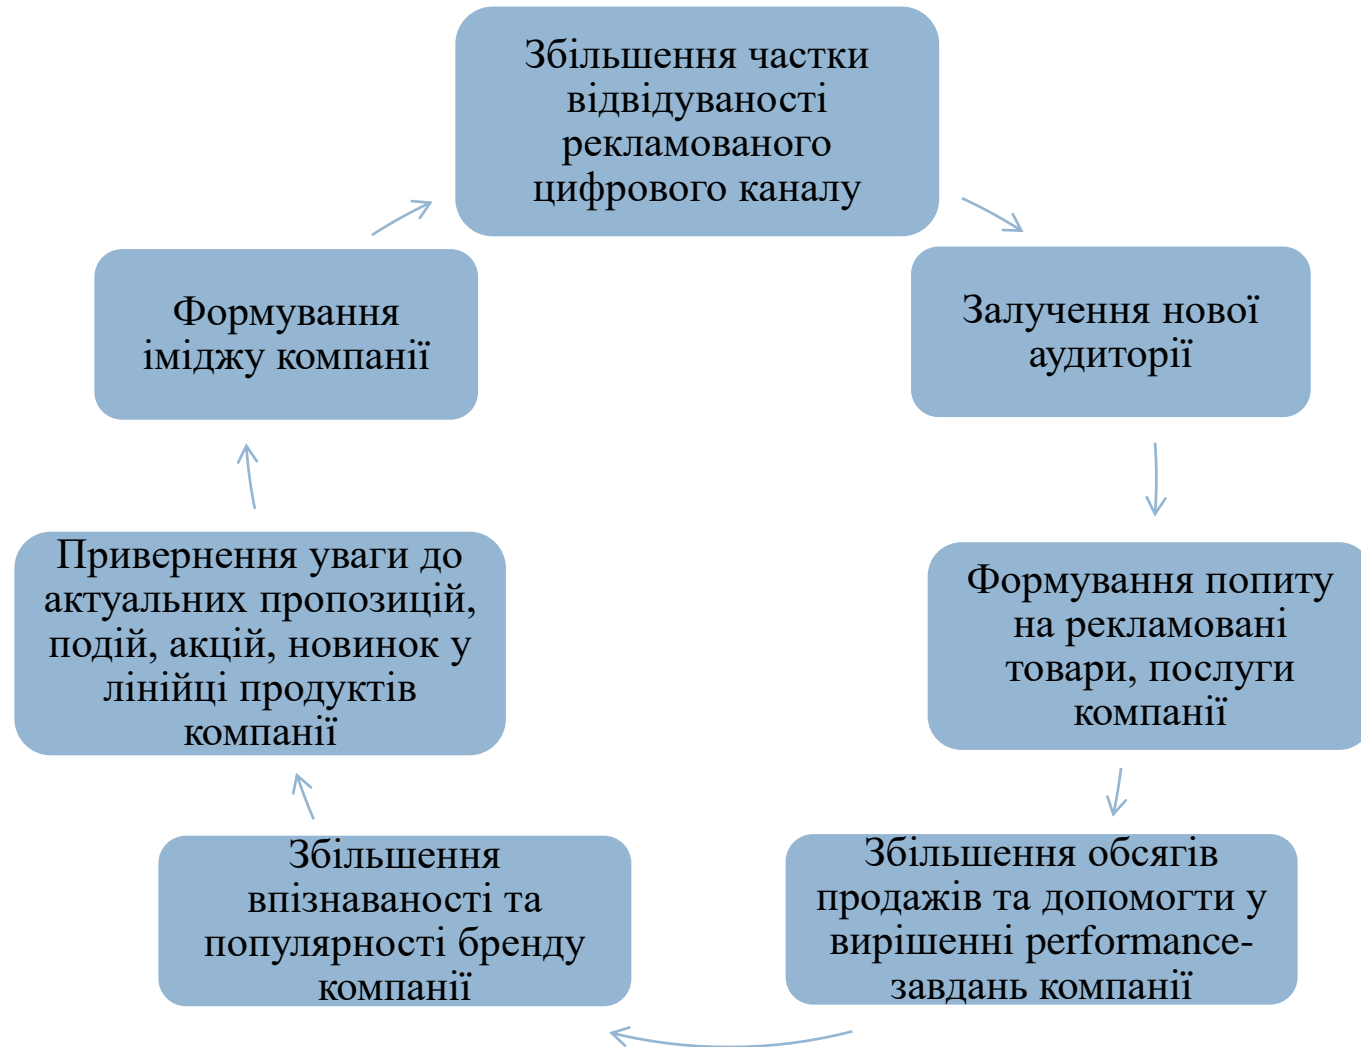 Збільшення частки
відвідуваності
рекламованого
цифрового каналу
Залучення нової
аудиторії
Формування попиту
на рекламовані
товари, послуги
компанії
Збільшення обсягів
продажів та допомогти у
вирішенні performance-
завдань компанії
Збільшення
впізнаваності та
популярності бренду
компанії
Привернення уваги до
актуальних пропозицій,
подій, акцій, новинок у
лінійці продуктів
компанії
Формування
іміджу компанії